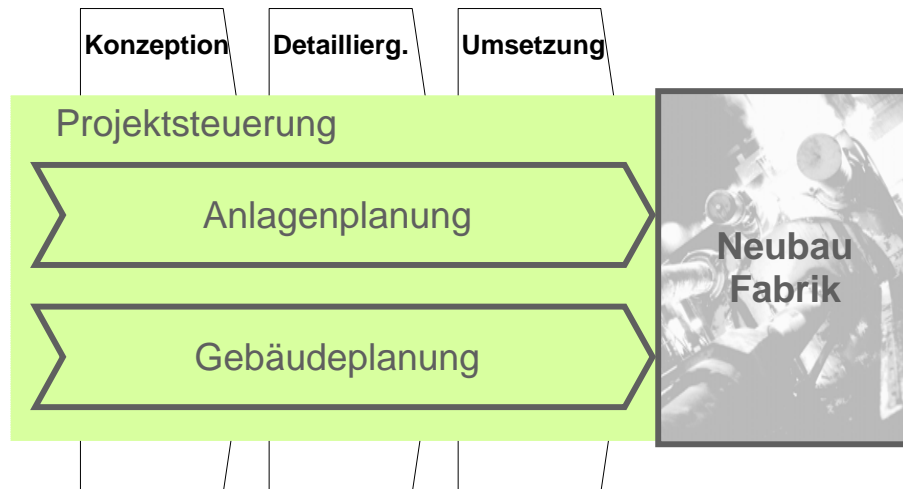 Konzeption
Detaillierg.
Umsetzung
Projektsteuerung
Anlagenplanung
Neubau
Fabrik
Gebäudeplanung